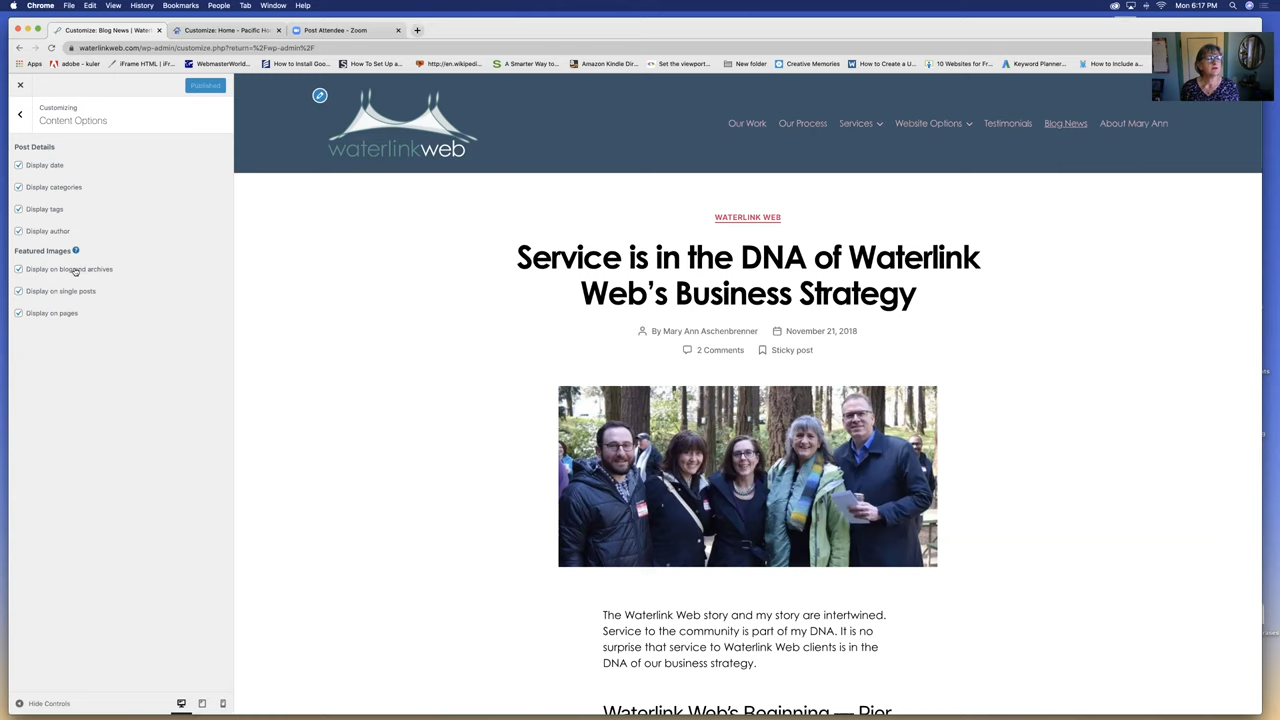 Chrome File Edit View History Bookmarks People Tab Window Help Mon 6:17 PM
Customize: Blog News | Waterl Customize: Home - Pacific Ho Post Attendee - Zoom
waterlinkweb.com/wp-admin/customize.php?return=%2Fwp-admin%2F
Apps adobe - kuler iFrame HTML | iFr... WebmasterWorld... How to Install Goo... How To Set up a... http://en.wikipedi... A Smarter Way to... Amazon Kindle Dir... Set the viewport... New folder Creative Memories How to Create a U... 10 Websites for Fr... Keyword Planner... How to Include a...
Published
Customizing
Content Options
Post Details
Display date
Display categories
Display tags
Display author
Featured Images ?
Display on blog and archives
Display on single posts
Display on pages
Hide Controls
waterlinkweb
Our Work Our Process Services Website Options Testimonials Blog News About Mary Ann
WATERLINK WEB
Service is in the DNA of Waterlink
Web's Business Strategy
By Mary Ann Aschenbrenner November 21, 2018
2 Comments Sticky post
The Waterlink Web story and my story are intertwined.
Service to the community is part of my DNA. It is no
surprise that service to Waterlink Web clients is in the
DNA of our business strategy.
Waterlink Web's Beginning — Pier